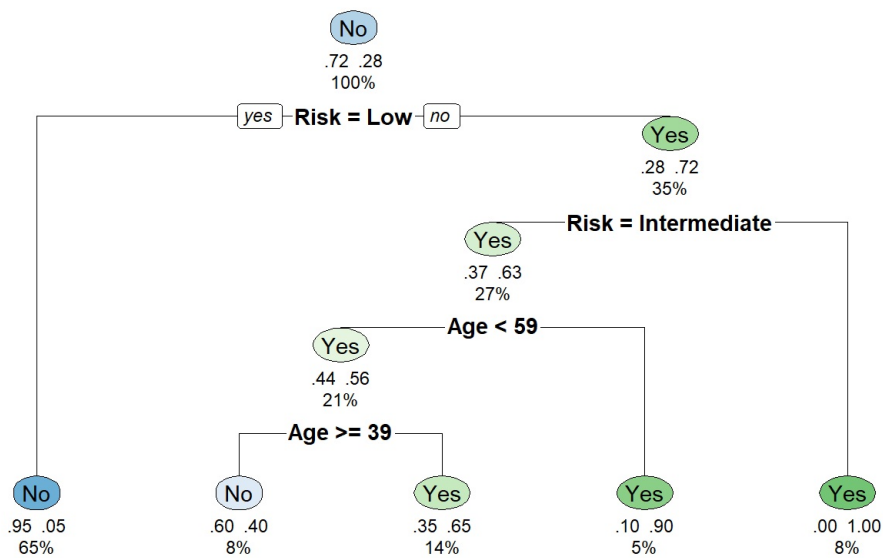 No
.72 .28
100%
yes Risk = Low no
Yes
.28 .72
35%
Risk = Intermediate
Yes
.37 .63
27%
Age < 59
Yes
.44 .56
21%
Age >= 39
No No Yes Yes Yes
.95 .05 .60 .40 .35 .65 .10 .90 .00 1.00
65% 8% 14% 5% 8%